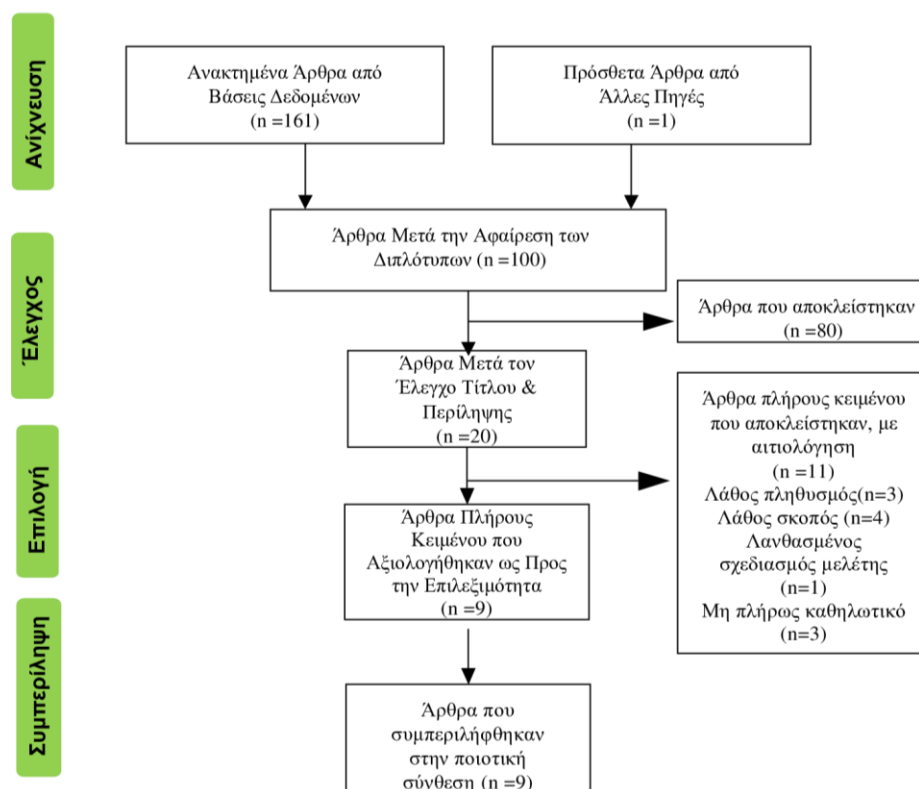 Ανίχνευση
Ανακτημένα Άρθρα από
Βάσεις Δεδομένων
(n =161)
Πρόσθετα Άρθρα από
Άλλες Πηγές
(n =1)
Έλεγχος
Άρθρα Μετά την Αφαίρεση των
Διπλότυπων (n =100)
Άρθρα που αποκλείστηκαν
(n =80)
Άρθρα Μετά τον
Έλεγχο Τίτλου &
Περίληψης
(n =20)
Επιλογή
Άρθρα πλήρους κειμένου
που αποκλείστηκαν, με
αιτιολόγηση
(n =11)
Λάθος πληθυσμός(n=3)
Λάθος σκοπός (n=4)
Λανθασμένος
σχεδιασμός μελέτης
(n=1)
Μη πλήρως καθηλωτικό
(n=3)
Άρθρα Πλήρους
Κειμένου που
Αξιολογήθηκαν ως Προς
την Επιλεξιμότητα
(n =9)
Συμπερίληψη
Άρθρα που
συμπεριλήφθηκαν
στην ποιοτική
σύνθεση (n =9)